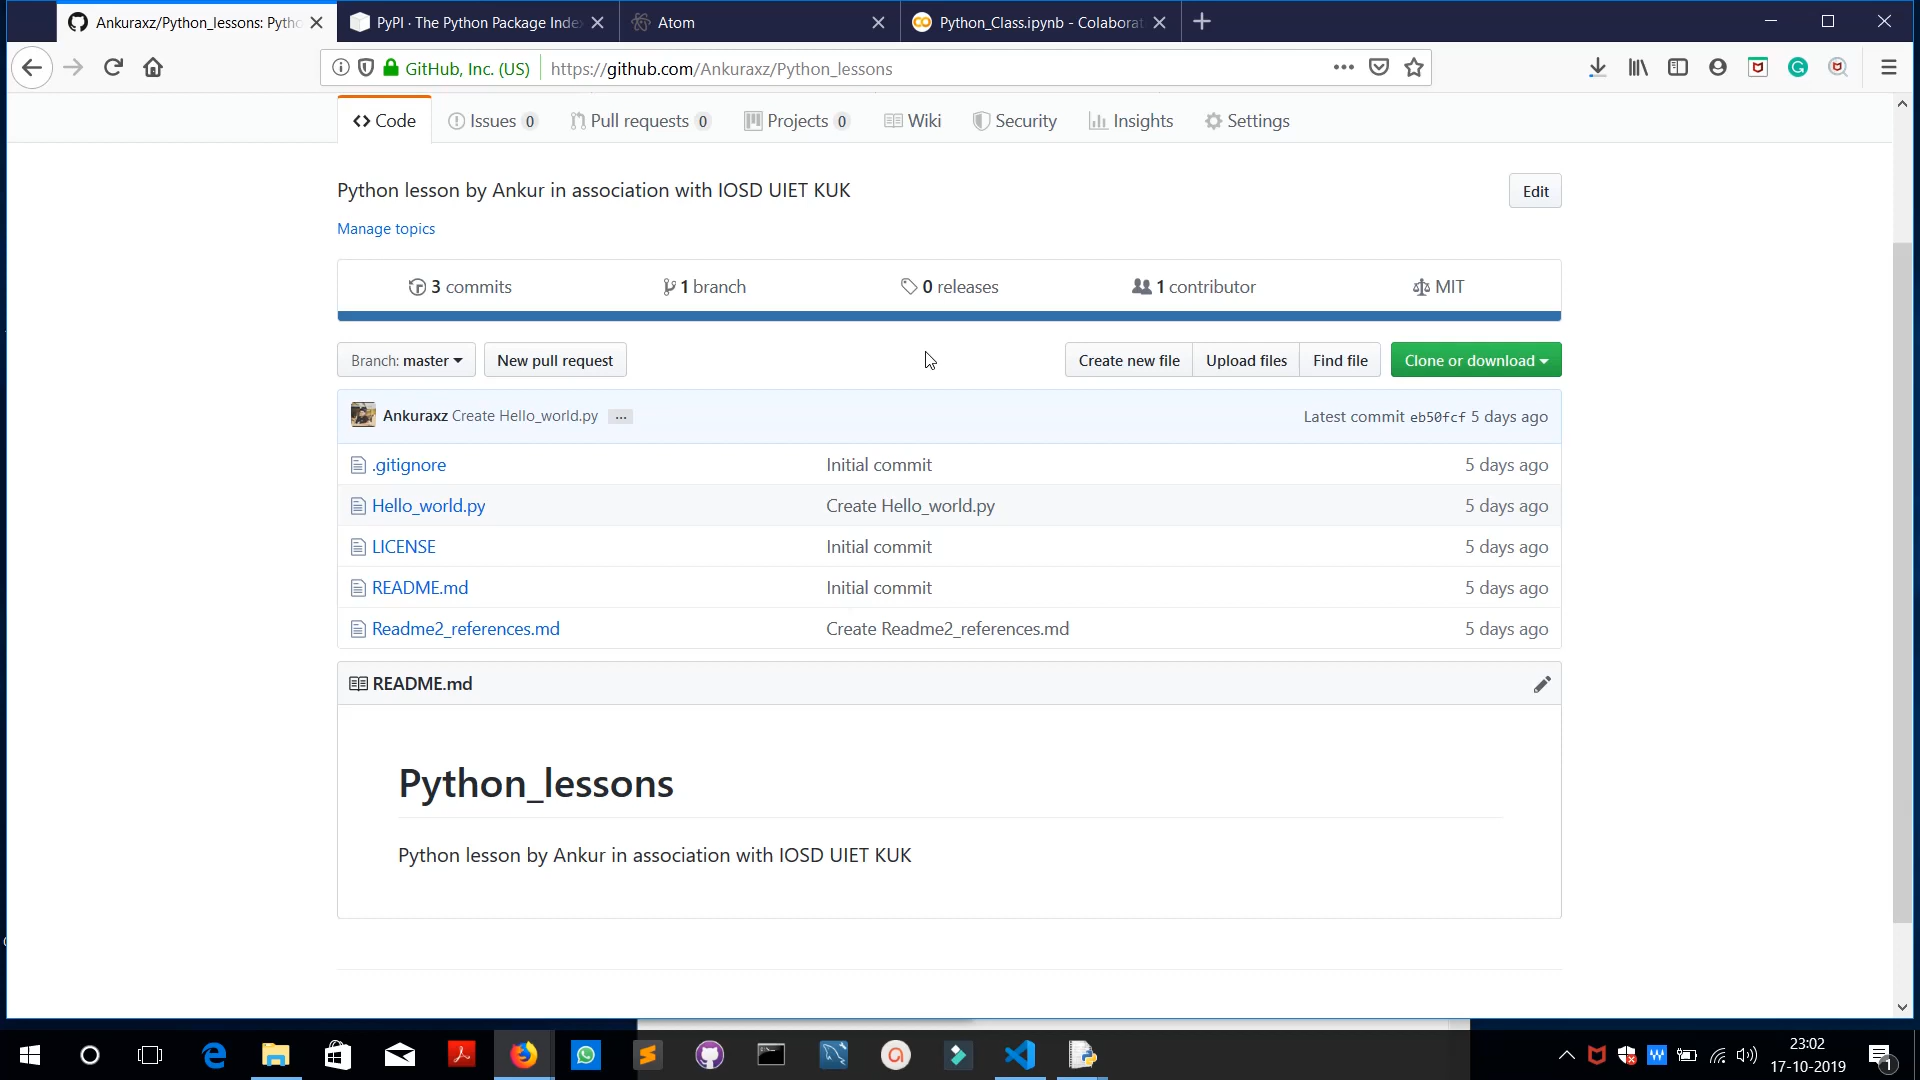 Ankuraxz/Python_lessons: Pytho
PyPI · The Python Package Inde
Atom
Python_Class.ipynb - Colaborat
GitHub, Inc. (US)
https://github.com/Ankuraxz/Python_lessons
Code
Issues 0
Pull requests 0
Projects 0
Wiki
Security
Insights
Settings
Python lesson by Ankur in association with IOSD UIET KUK
Edit
Manage topics
3 commits
1 branch
0 releases
1 contributor
MIT
Branch: master
New pull request
Create new file
Upload files
Find file
Clone or download
Ankuraxz Create Hello_world.py ...
Latest commit eb50fcf 5 days ago
.gitignore Initial commit 5 days ago
Hello_world.py Create Hello_world.py 5 days ago
LICENSE Initial commit 5 days ago
README.md Initial commit 5 days ago
Readme2_references.md Create Readme2_references.md 5 days ago
README.md
Python_lessons
Python lesson by Ankur in association with IOSD UIET KUK
23:02
17-10-2019
1